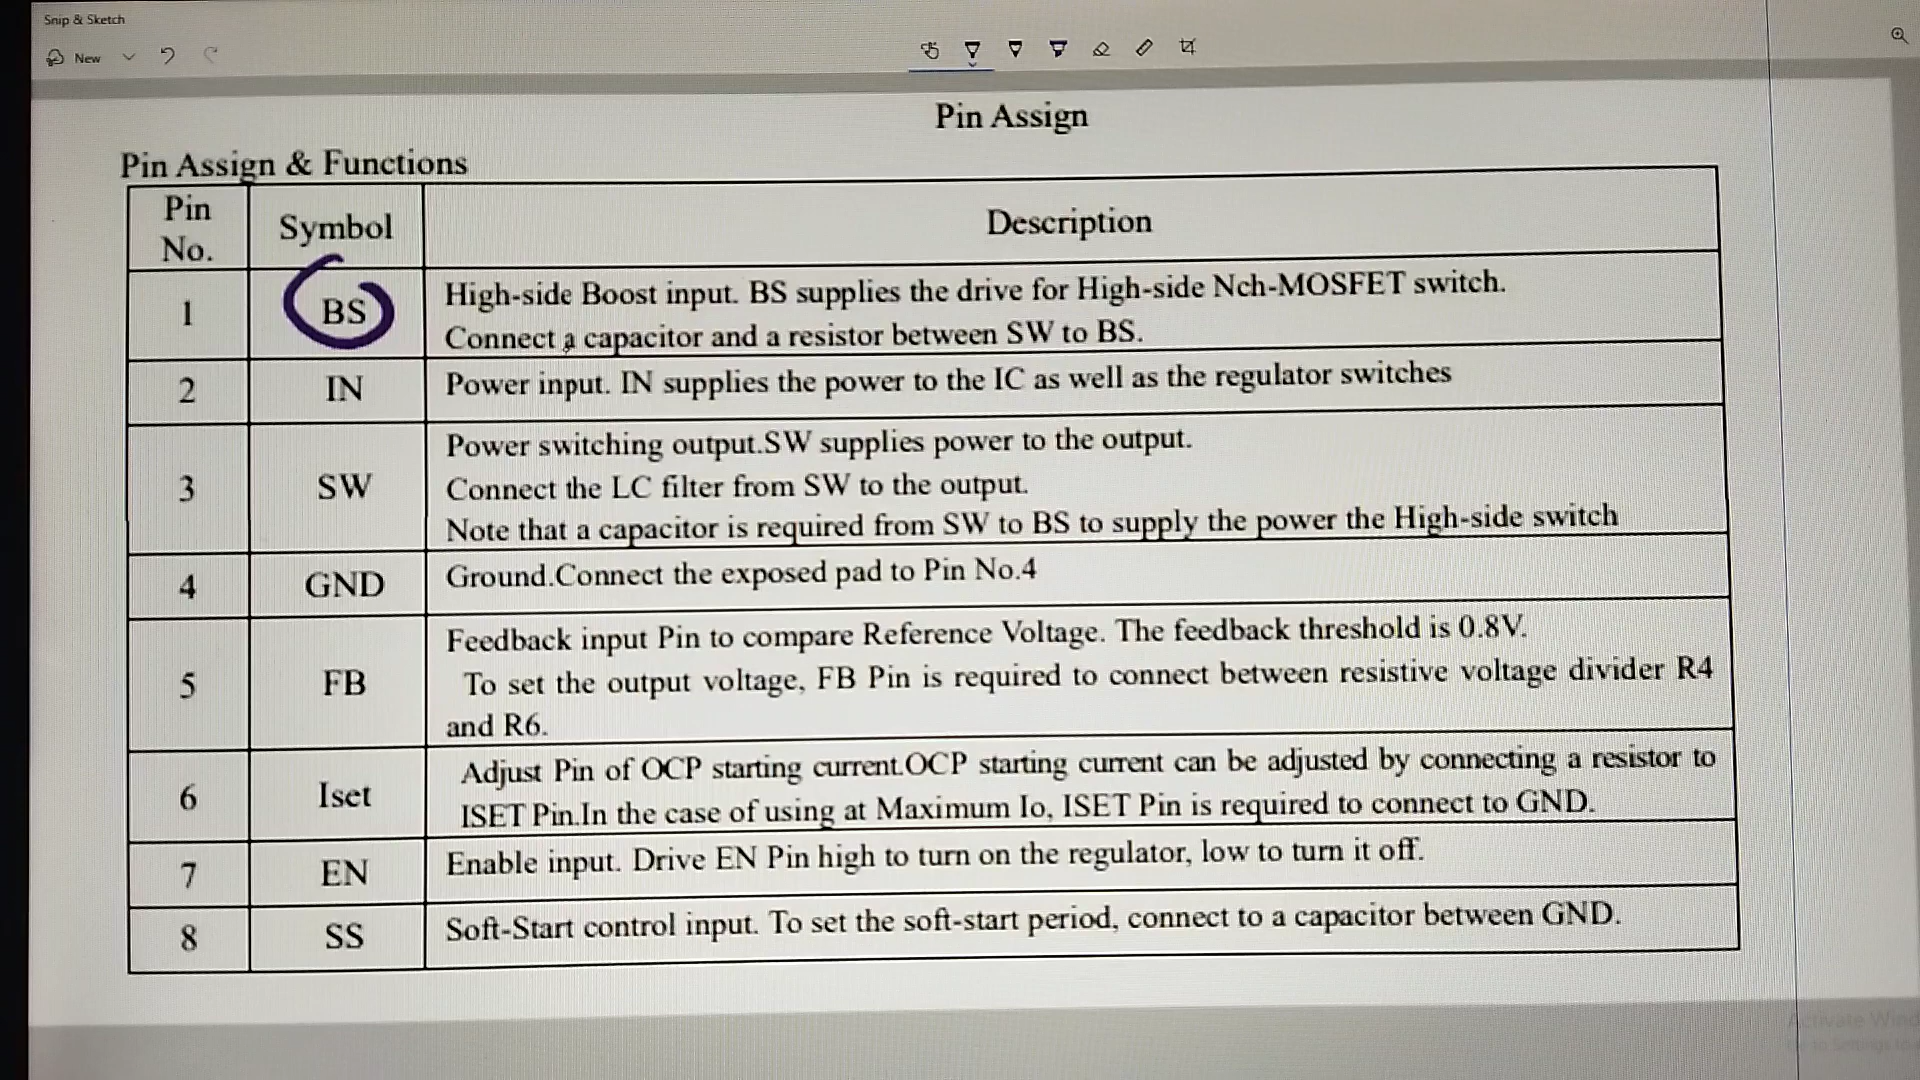 Snip & Sketch
New
Pin Assign
Pin Assign & Functions
Pin No.
Symbol
Description
1
BS
High-side Boost input. BS supplies the drive for High-side Nch-MOSFET switch.
Connect a capacitor and a resistor between SW to BS.
2
IN
Power input. IN supplies the power to the IC as well as the regulator switches
3
SW
Power switching output.SW supplies power to the output.
Connect the LC filter from SW to the output.
Note that a capacitor is required from SW to BS to supply the power the High-side switch
4
GND
Ground.Connect the exposed pad to Pin No.4
5
FB
Feedback input Pin to compare Reference Voltage. The feedback threshold is 0.8V.
To set the output voltage, FB Pin is required to connect between resistive voltage divider R4
and R6.
6
Iset
Adjust Pin of OCP starting current.OCP starting current can be adjusted by connecting a resistor to
ISET Pin.In the case of using at Maximum Io, ISET Pin is required to connect to GND.
7
EN
Enable input. Drive EN Pin high to turn on the regulator, low to turn it off.
8
SS
Soft-Start control input. To set the soft-start period, connect to a capacitor between GND.
Activate Wind